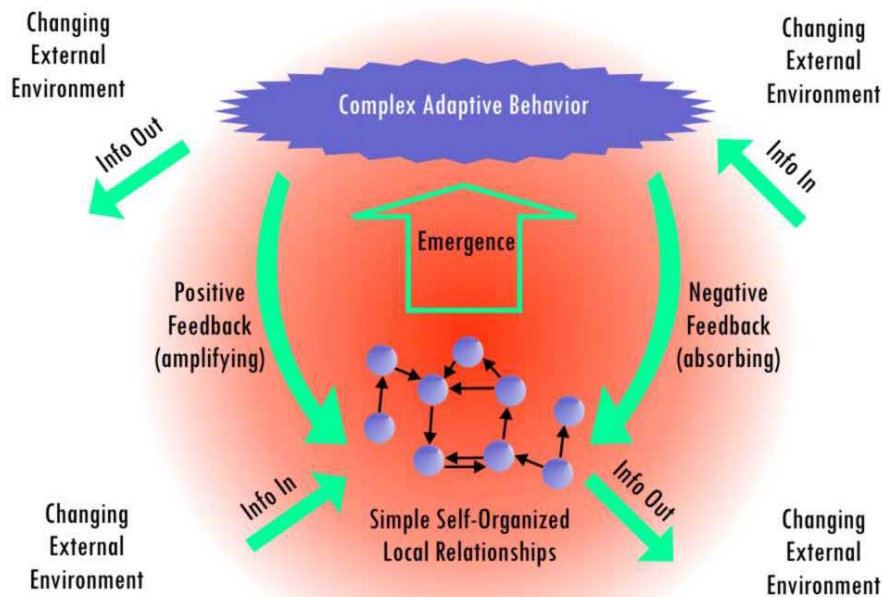 Changing
External
Environment
Changing
External
Environment
Complex Adaptive Behavior
Info Out
Info In
Emergence
Positive
Feedback
(amplifying)
Negative
Feedback
(absorbing)
Info In
Info Out
Simple Self-Organized
Local Relationships
Changing
External
Environment
Changing
External
Environment